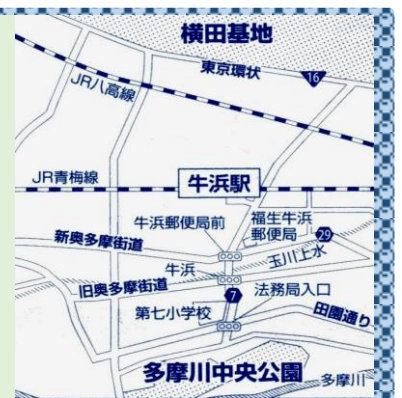 横田基地
東京環状
16
JR八高線
JR青梅線
牛浜駅
牛浜郵便局前
福生牛浜
郵便局
29
新奥多摩街道
玉川上水
牛浜
旧奥多摩街道
7
法務局入口
第七小学校
田園通り
多摩川中央公園
多摩川